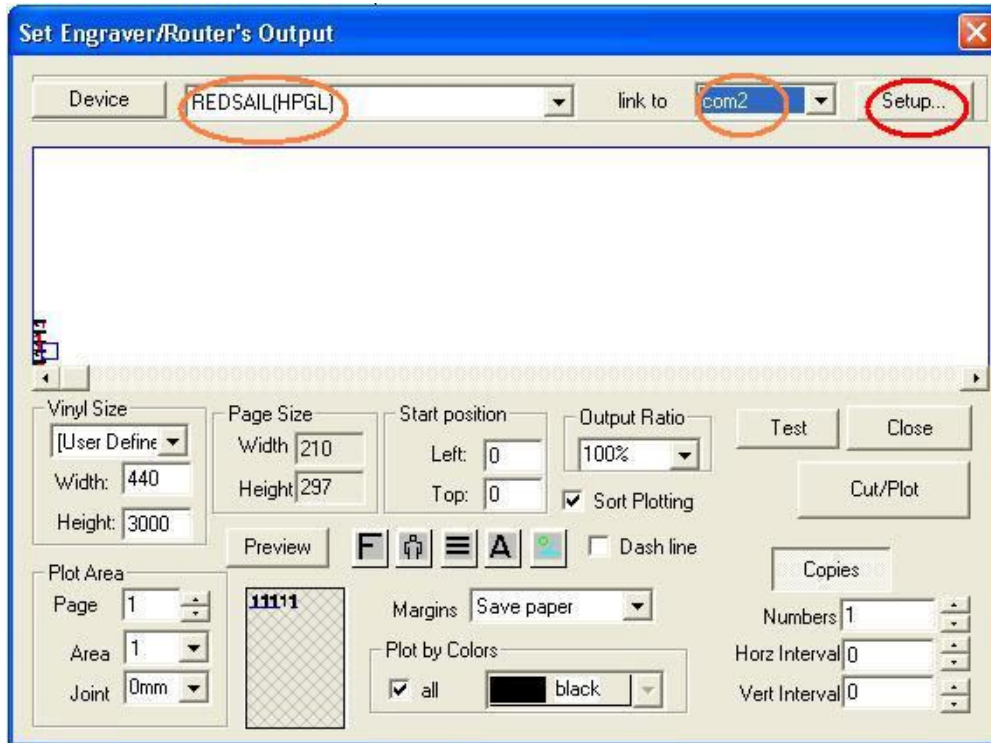 Set Engraver/Router's Output
Device REDSAIL(HPGL) link to com2 Setup...
11111
Vinyl Size Page Size Start position Output Ratio Test Close
[User Define Width 210 Left: 0 100%
Width: 440 Height 297 Top: 0 Sort Plotting Cut/Plot
Height: 3000
Preview F A Dash line
Plot Area Copies
Page 1 11111 Margins Save paper Numbers 1
Area 1 Plot by Colors Horz Interval 0
Joint 0mm all black Vert Interval 0